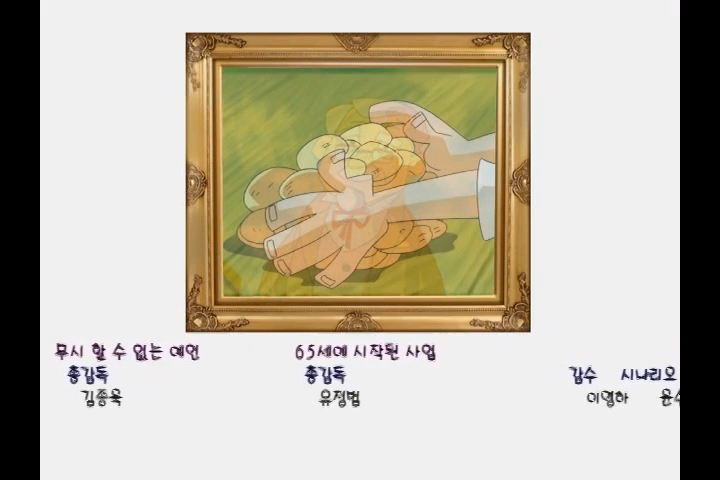 무시 할 수 없는 예언 65세에 시작된 사업
총감독 총감독 감수 시나리오
김종욱 유정범 이영하